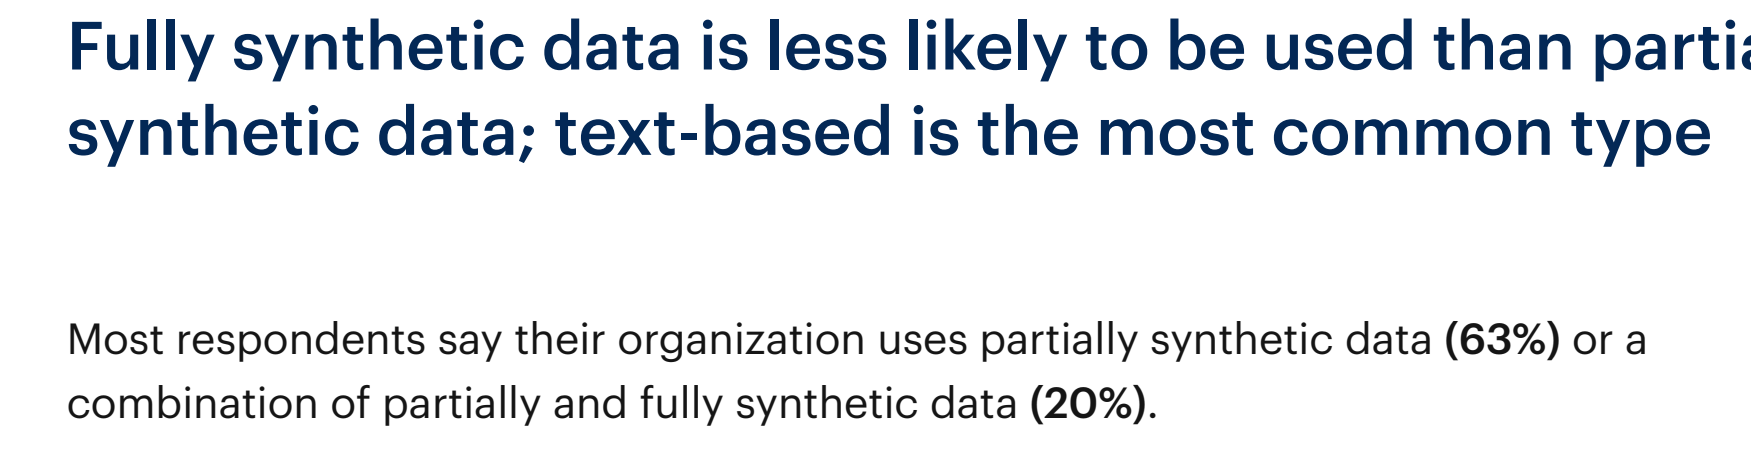 Fully synthetic data is less likely to be used than
synthetic data; text-based is the most common type
Most respondents say their organization uses partially synthetic data (63%) or a
combination of partially and fully synthetic data (20%).